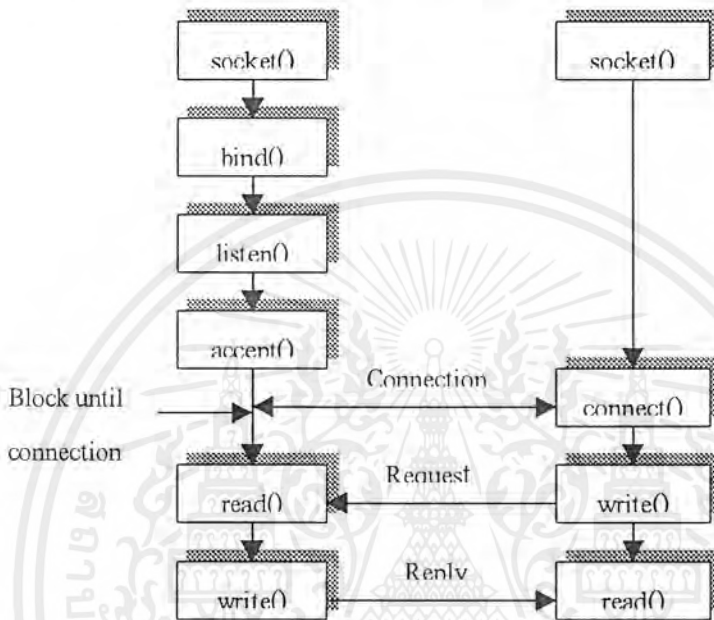 socket()
socket()
bind()
listen()
accept()
Block until
connection
Connection
connect()
read()
Request
write()
write()
Reply
read()